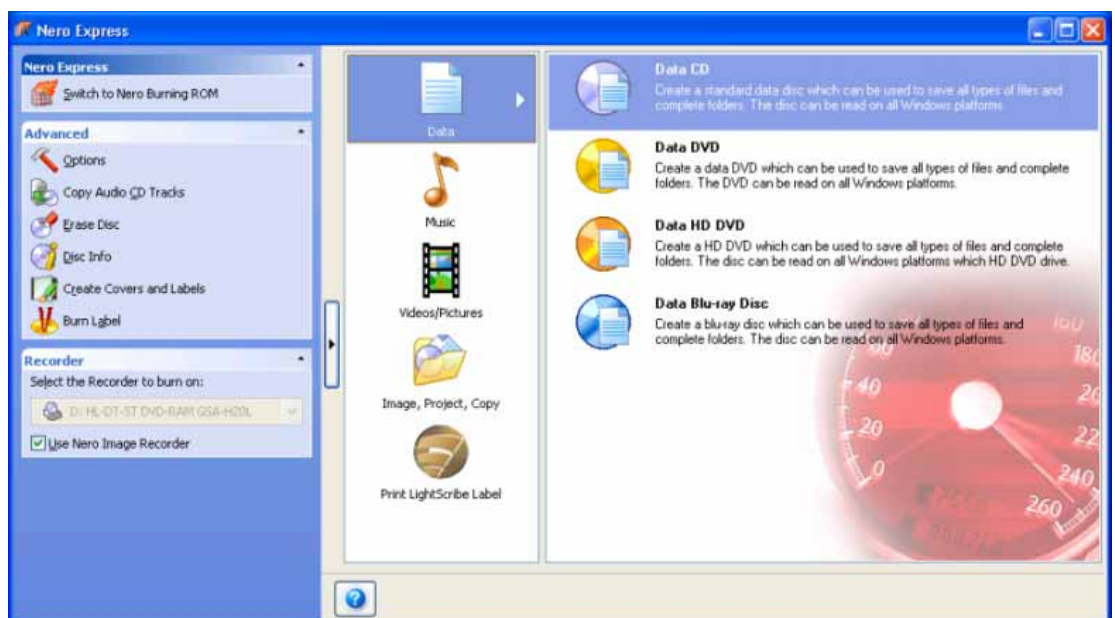 Nero Express
Nero Express
Switch to Nero Burning ROM
Advanced
Options
Copy Audio CD Tracks
Erase Disc
Disc Info
Create Covers and Labels
Burn Label
Recorder
Select the Recorder to burn on:
D: HL-DT-ST DVD-RAM GSA-H20L
Use Nero Image Recorder
Data
Music
Videos/Pictures
Image, Project, Copy
Print LightScribe Label
Data CD
Create a standard data disc which can be used to save all types of files and
complete folders. The disc can be read on all Windows platforms.
Data DVD
Create a data DVD which can be used to save all types of files and complete
folders. The DVD can be read on all Windows platforms.
Data HD DVD
Create a HD DVD which can be used to save all types of files and complete
folders. The disc can be read on all Windows platforms which HD DVD drive.
Data Blu-ray Disc
Create a blu-ray disc which can be used to save all types of files and
complete folders. The disc can be read on all Windows platforms.
160
180
40
20
0
240
260